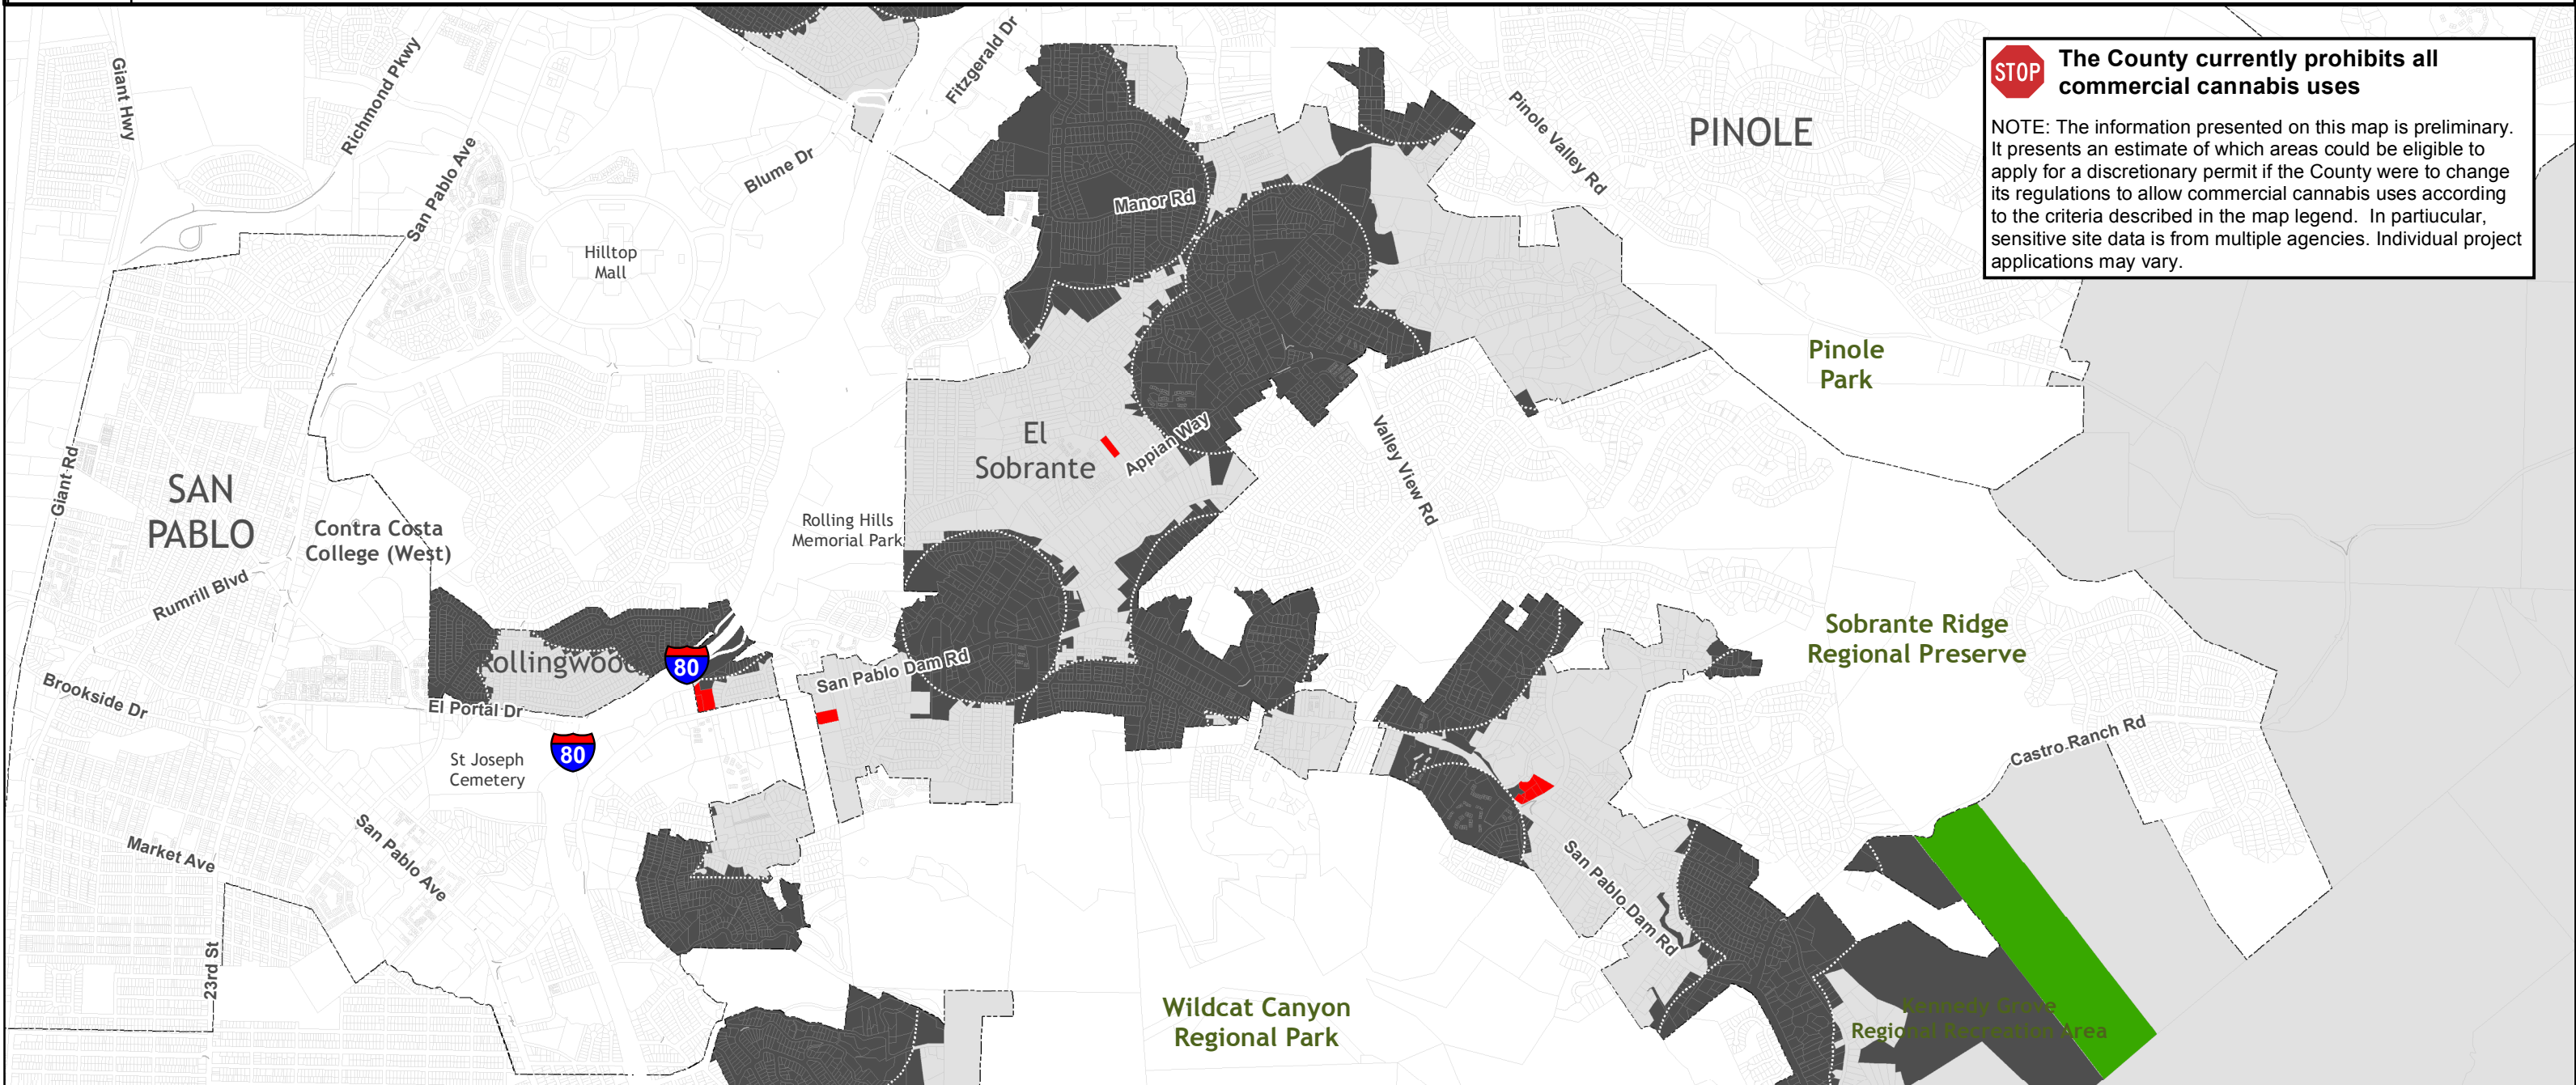 Giant Hwy
Richmond Pkwy
San Pablo Ave
Fitzgerald Dr
Blume Dr
Hilltop
Mall
Manor Rd
Pinole Valley Rd
PINOLE
STOP
The County currently prohibits all
commercial cannabis uses
NOTE: The information presented on this map is preliminary.
It presents an estimate of which areas could be eligible to
apply for a discretionary permit if the County were to change
its regulations to allow commercial cannabis uses according
to the criteria described in the map legend. In partiucular,
sensitive site data is from multiple agencies. Individual project
applications may vary.
Pinole
Park
El
Sobrante
Appian Way
Valley View Rd
Giant Rd
SAN
PABLO
Contra Costa
College (West)
Rolling Hills
Memorial Park
Rumrill Blvd
Rollingwood
80
San Pablo Dam Rd
Sobrante Ridge
Regional Preserve
Brookside Dr
El Portal Dr
80
St Joseph
Cemetery
Castro Ranch Rd
Market Ave
San Pablo Ave
San Pablo Dam Rd
23rd St
Wildcat Canyon
Regional Park
Kennedy Grove
Regional Recreation Area